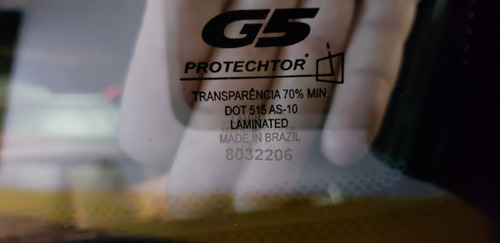 G5
PROTECHTOR®
TRANSPARÊNCIA 70% MIN.
DOT 515 AS-10
LAMINATED
MADE IN BRAZIL
8032206